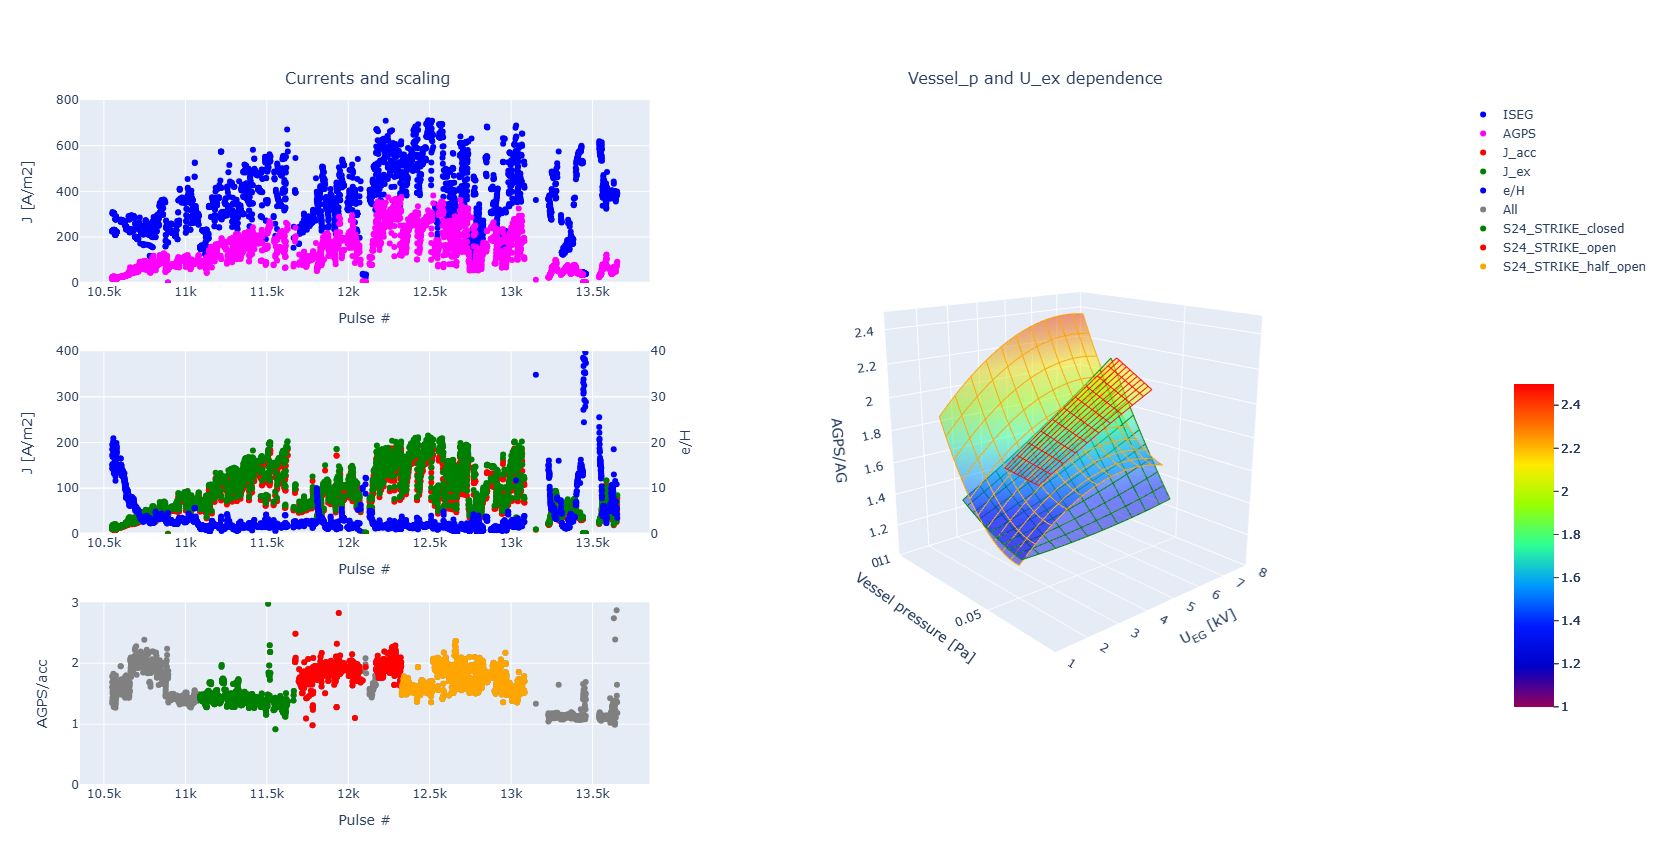 Currents and scaling
Vessel_p and U_ex dependence
800
600
400
200
0
J [A/m2]
10.5k
11k
11.5k
12k
12.5k
13k
13.5k
Pulse #
400
300
200
100
0
J [A/m2]
40
30
20
10
0
e/H
10.5k
11k
11.5k
12k
12.5k
13k
13.5k
Pulse #
3
2
1
0
AGPS/acc
10.5k
11k
11.5k
12k
12.5k
13k
13.5k
Pulse #
2.4
2.2
2
1.8
1.6
1.4
1.2
1
AGPS/AG
0
0.05
Vessel pressure [Pa]
1
1
2
3
4
5
6
7
8
U_EG [kV]
ISEG
AGPS
J_acc
J_ex
e/H
All
S24_STRIKE_closed
S24_STRIKE_open
S24_STRIKE_half_open
2.4
2.2
2
1.8
1.6
1.4
1.2
1